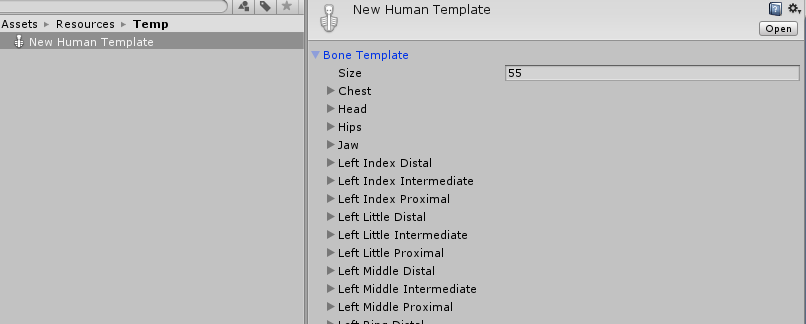 Assets ▸ Resources ▸ Temp
New Human Template
New Human Template
Open
Bone Template
Size 55
Chest
Head
Hips
Jaw
Left Index Distal
Left Index Intermediate
Left Index Proximal
Left Little Distal
Left Little Intermediate
Left Little Proximal
Left Middle Distal
Left Middle Intermediate
Left Middle Proximal
Left Ring Distal